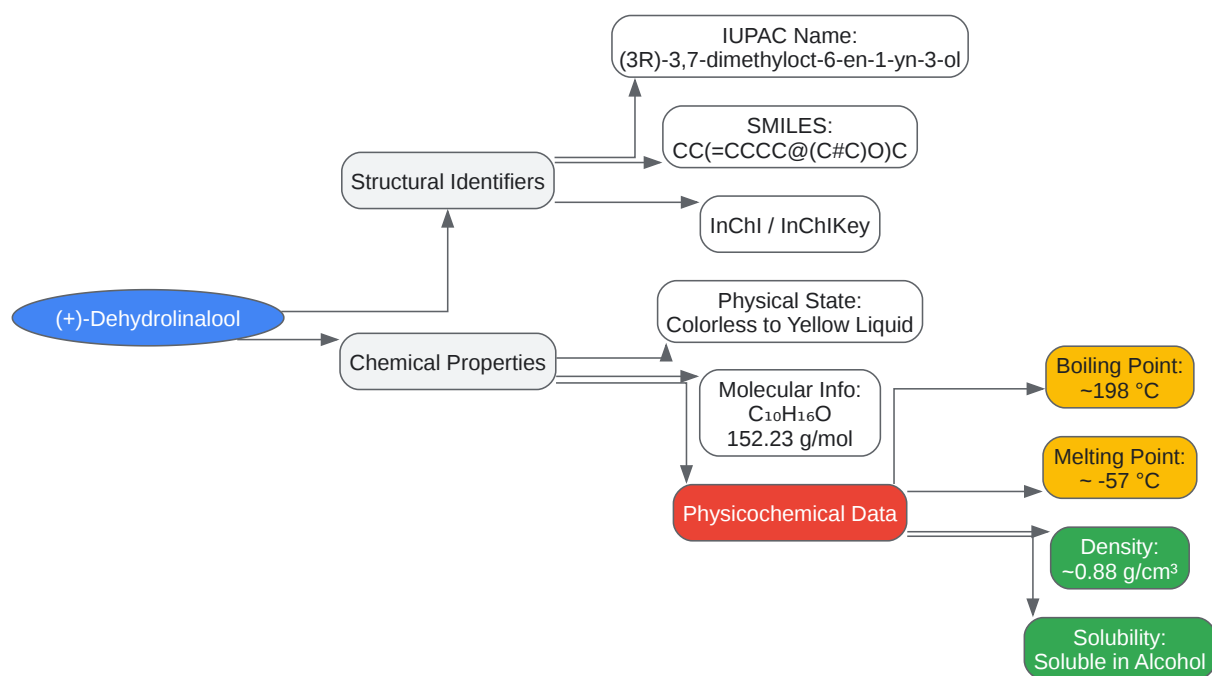 IUPAC Name:
(3R)-3,7-dimethyloct-6-en-1-yn-3-ol
SMILES:
CC(=CCCC@(C#C)O)C
Structural Identifiers
InChI / InChIKey
(+)-Dehydrolinalool
Physical State:
Colorless to Yellow Liquid
Chemical Properties
Molecular Info:
C₁₀H₁₆O
152.23 g/mol
Physicochemical Data
Boiling Point:
~198 °C
Melting Point:
~ -57 °C
Density:
~0.88 g/cm³
Solubility:
Soluble in Alcohol